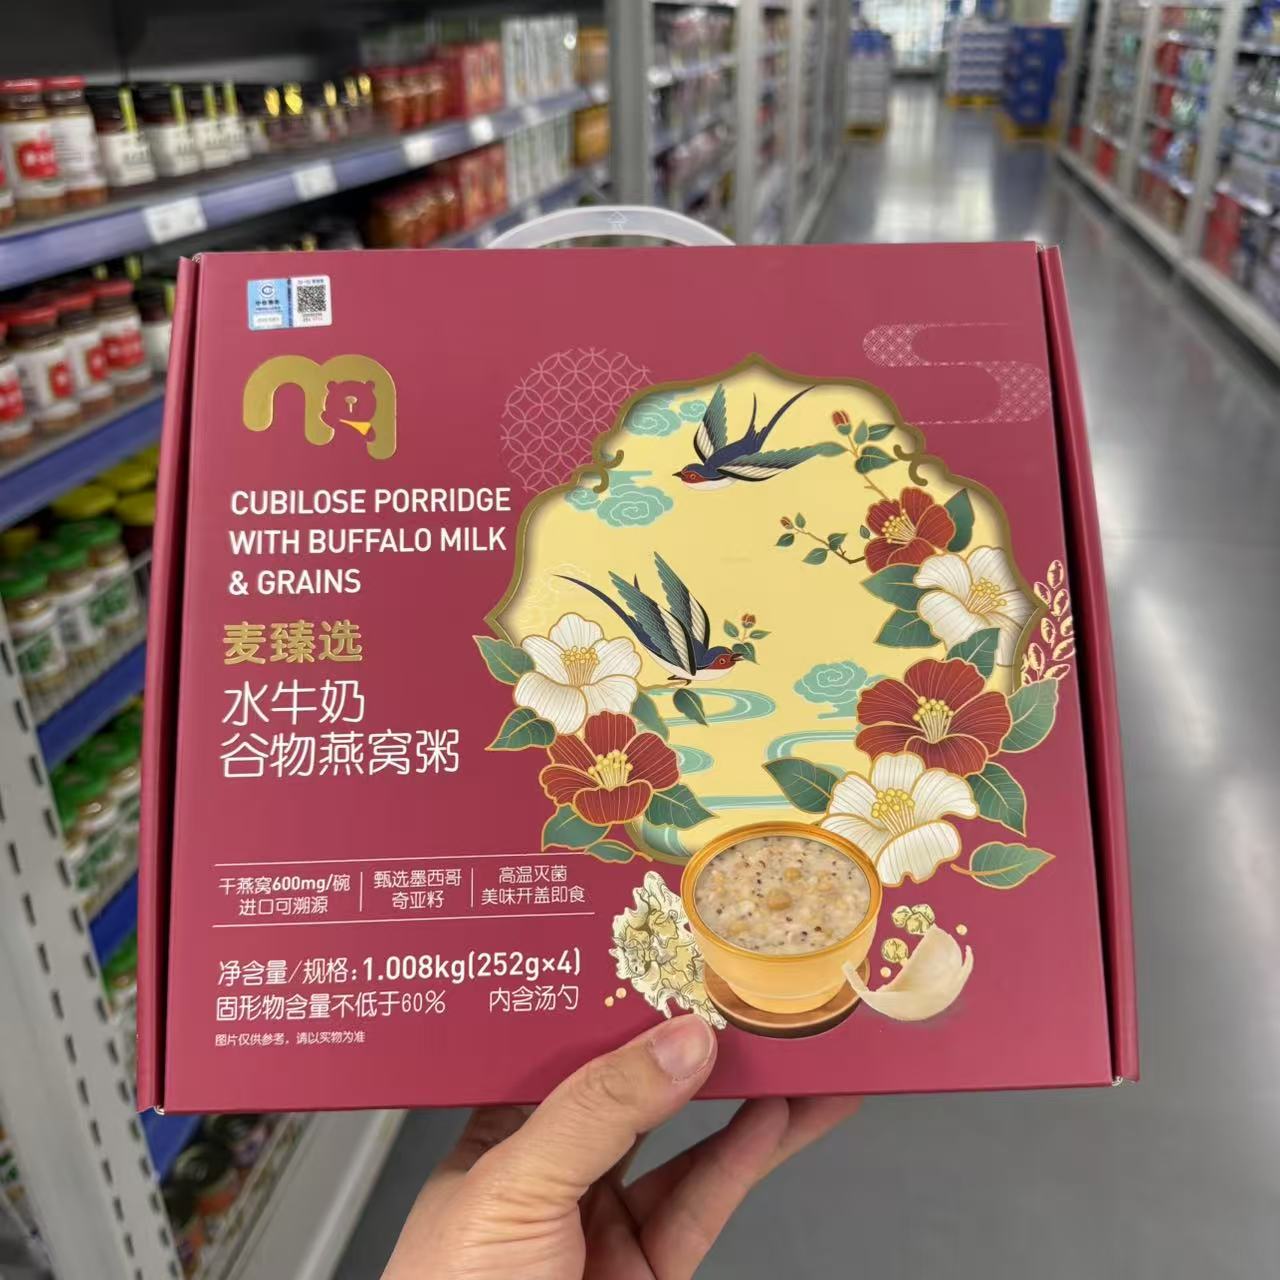 CUBILOSE PORRIDGE
WITH BUFFALO MILK
& GRAINS
麦臻选
水牛奶
谷物燕窝粥
干燕窝600mg/碗
进口可溯源
甄选墨西哥
奇亚籽
高温灭菌
美味开盖即食
净含量/规格:1.008kg(252g×4)
固形物含量不低于60% 内含汤勺
图片仅供参考，请以实物为准